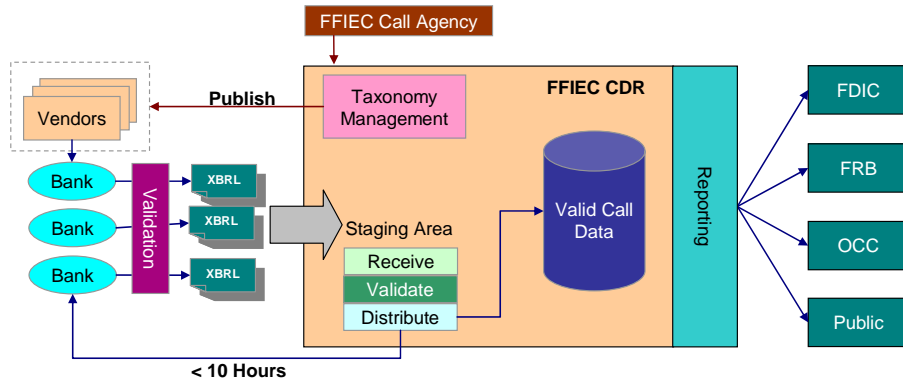 FFIEC Call Agency
FFIEC CDR
Taxonomy
Management
Publish
Vendors
Bank
Bank
Bank
Validation
XBRL
XBRL
XBRL
Staging Area
Receive
Validate
Distribute
Valid Call
Data
Reporting
FDIC
FRB
OCC
Public
< 10 Hours